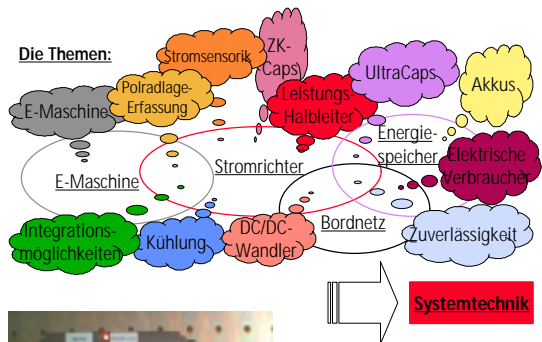 Die Themen:
Stromsensorik
ZK-
Caps
UltraCaps
Akkus
Polradlage-
Erfassung
E-Maschine
Leistungs-
Halbleiter
Energie-
speicher
Elektrische
Verbraucher
E-Maschine
Stromrichter
Integrations-
möglichkeiten
Kühlung
DC/DC-
Wandler
Bordnetz
Zuverlässigkeit
Systemtechnik